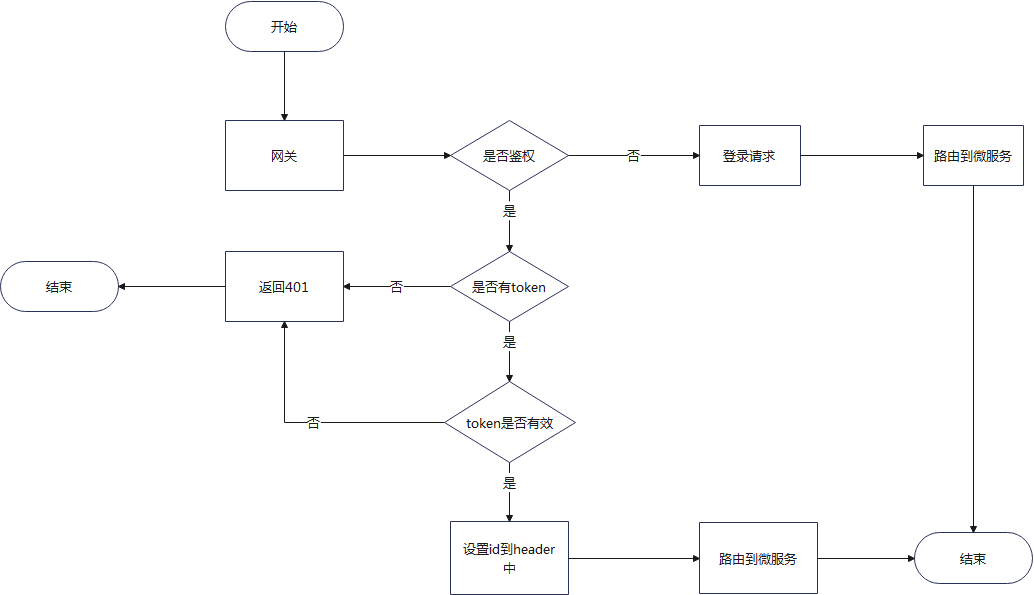 开始
网关
是否鉴权
否
登录请求
路由到微服务
是
结束
返回401
否
是否有token
是
否
token是否有效
是
设置id到header
中
路由到微服务
结束